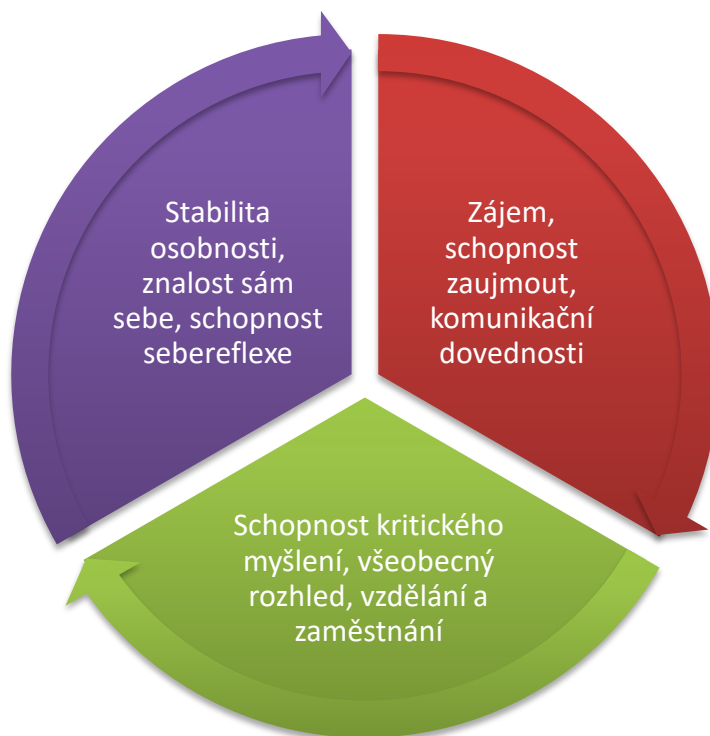 Stabilita
osobnosti,
znalost sám
sebe, schopnost
sebereflexe
Zájem,
schopnost
zaujmout,
komunikační
dovednosti
Schopnost kritického
myšlení, všeobecný
rozhled, vzdělání a
zaměstnání